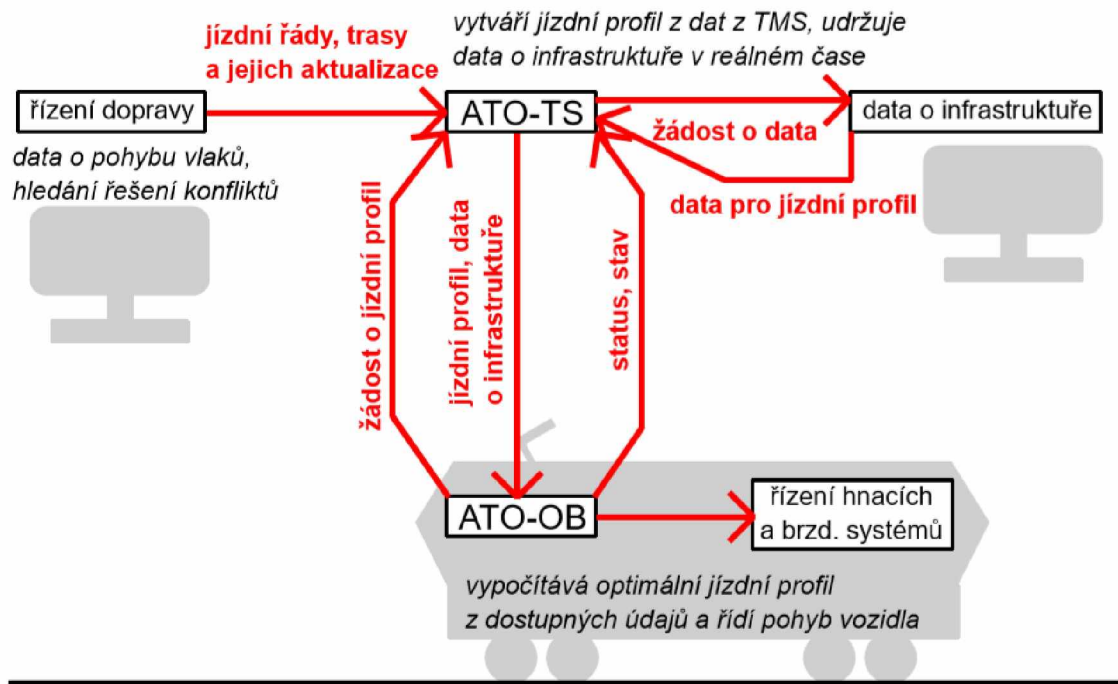 jízdní řády, trasy
a jejich aktualizace
vytváří jízdní profil z dat z TMS, udržuje
data o infrastruktuře v reálném čase
řízení dopravy
ATO-TS
data o infrastruktuře
žádost o data
data o pohybu vlaků,
hledání řešení konfliktů
data pro jízdní profil
žádost o jízdní profil
jízdní profil, data
o infrastruktuře
status, stav
ATO-OB
řízení hnacích
a brzd. systémů
vypočítává optimální jízdní profil
z dostupných údajů a řídí pohyb vozidla